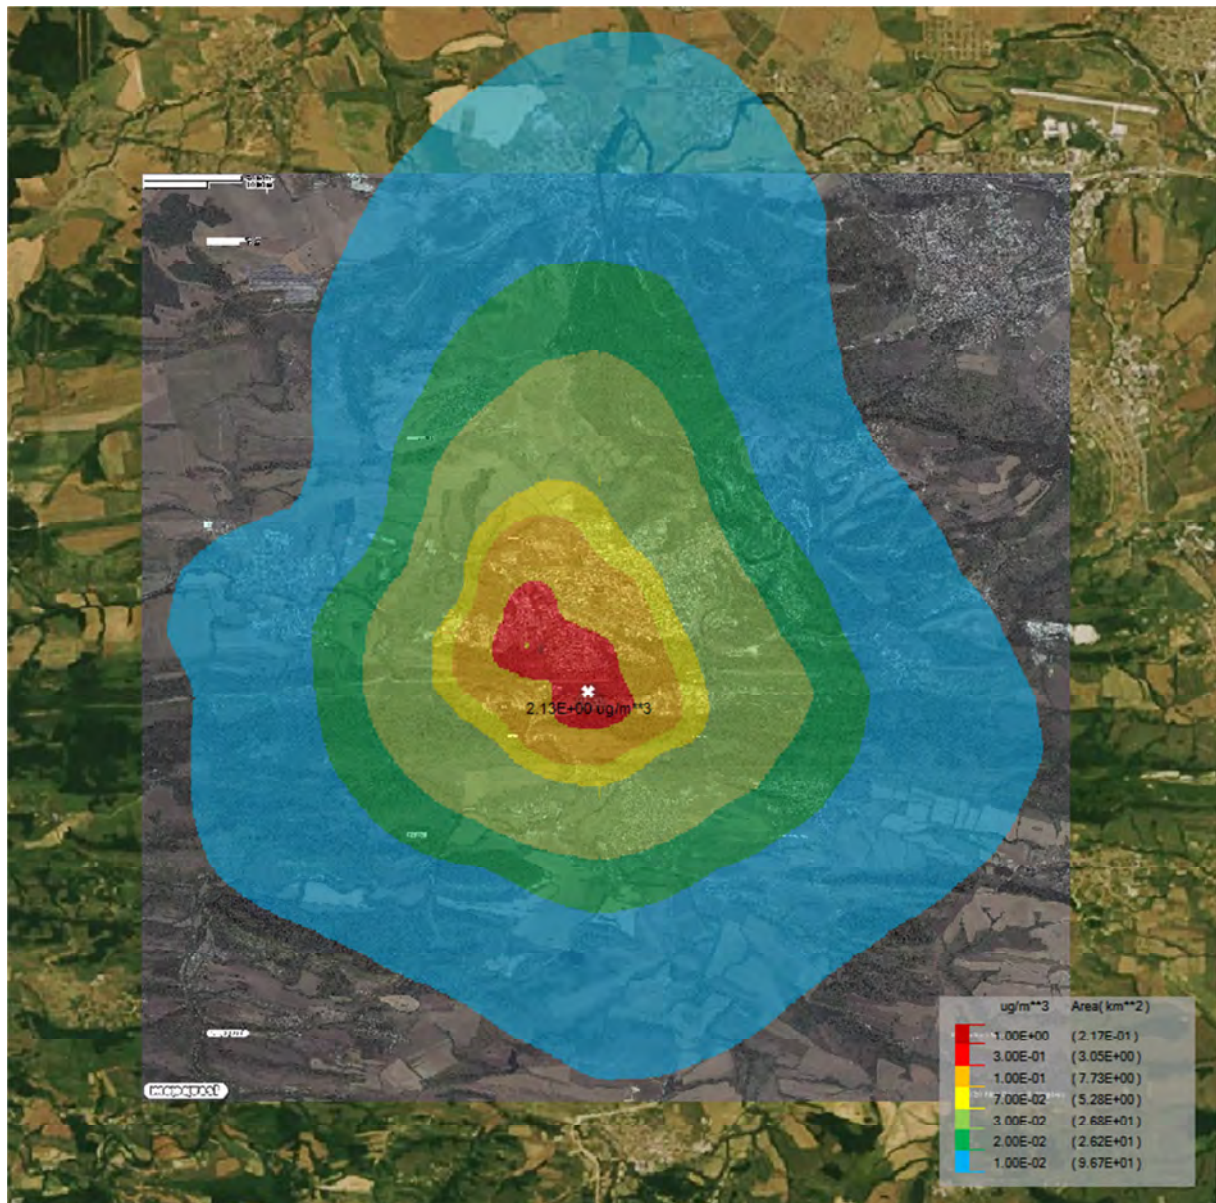 2.13E+00 ug/m**3
ug/m**3 Area( km**2)
1.00E+00 ( 2.17E-01 )
3.00E-01 ( 3.05E+00 )
1.00E-01 ( 7.73E+00 )
7.00E-02 ( 5.28E+00 )
3.00E-02 ( 2.68E+01 )
2.00E-02 ( 2.62E+01 )
1.00E-02 ( 9.67E+01 )